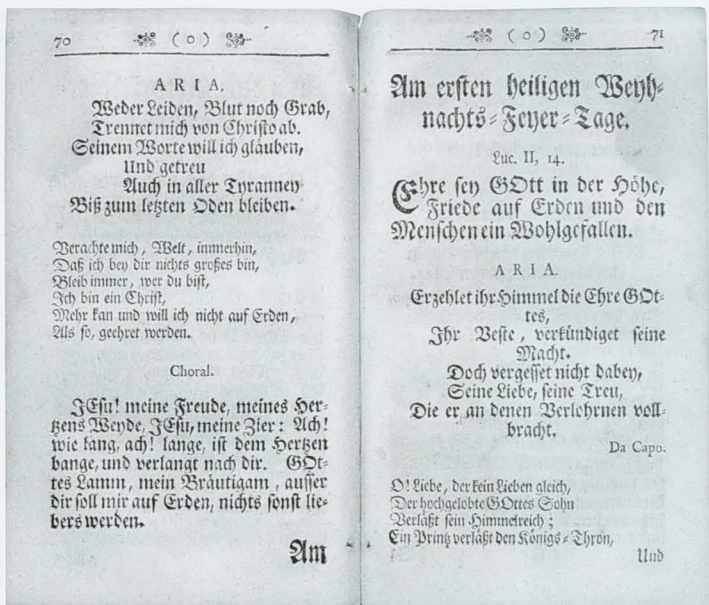 70 ( o )
ARIA.
Weder Leiden, Blut noch Grab,
Trennet mich von Christo ab.
Seinem Worte will ich gläuben,
Und getreu
Auch in aller Tyranney
Biß zum letzten Oden bleiben.
Verachte mich, Welt, immerhin,
Daß ich bey dir nichts großes bin,
Bleib immer, wer du bist,
Ich bin ein Christ,
Mehr kan und will ich nicht auf Erden,
Als so, geehret werden.
Choral.
JEsu! meine Freude, meines Her-
tzens Weyde, JEsu, meine Zier: Ach!
wie lang, ach! lange, ist dem Hertzen
bange, und verlangt nach dir. GOt-
tes Lamm, mein Bräutigam, ausser
dir soll mir auf Erden, nichts sonst lie-
bers werden.
Am
( o ) 71
Am ersten heiligen Weyh-
nachts-Feyer-Tage.
Luc. II, 14.
Ehre sey GOtt in der Höhe,
Friede auf Erden und den
Menschen ein Wohlgefallen.
ARIA.
Erzehlet ihr Himmel die Ehre GOt-
tes,
Ihr Veste, verkündiget seine
Macht.
Doch vergesset nicht dabey,
Seine Liebe, seine Treu,
Die er an denen Verlohrnen voll-
bracht.
Da Capo.
O! Liebe, der kein Lieben gleich,
Der hochgelobte GOttes Sohn
Verläßt sein Himmelreich;
Ein Printz verläßt den Königs-Thron,
Und